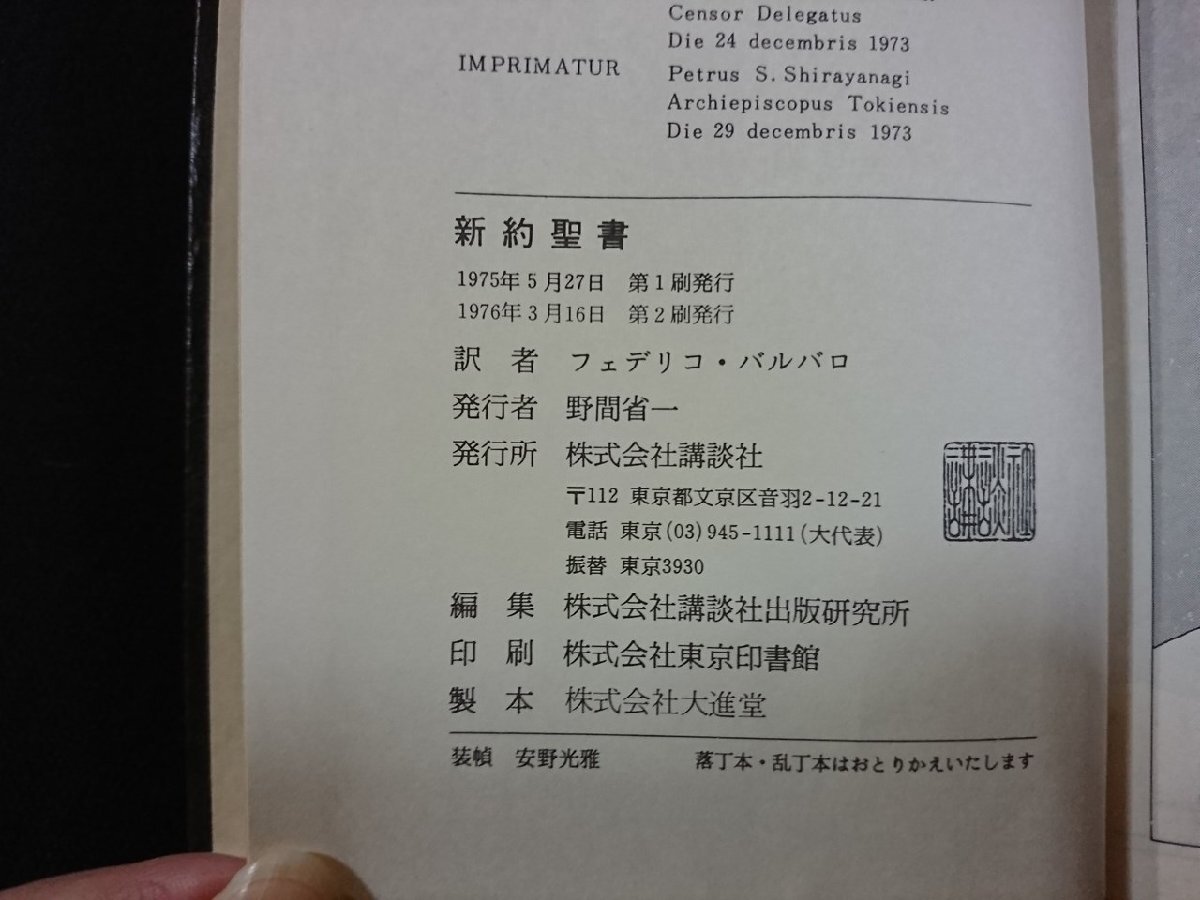 Censor Delegatus
Die 24 decembris 1973
IMPRIMATUR Petrus S. Shirayanagi
Archiepiscopus Tokiensis
Die 29 decembris 1973
新約聖書
1975年5月27日 第1刷発行
1976年3月16日 第2刷発行
訳者 フェデリコ・バルバロ
発行者 野間省一
発行所 株式会社講談社
〒112 東京都文京区音羽2-12-21
電話 東京(03)945-1111(大代表)
振替 東京3930
編集 株式会社講談社出版研究所
印刷 株式会社東京印書館
製本 株式会社大進堂
装幀 安野光雅 落丁本・乱丁本はおとりかえいたします